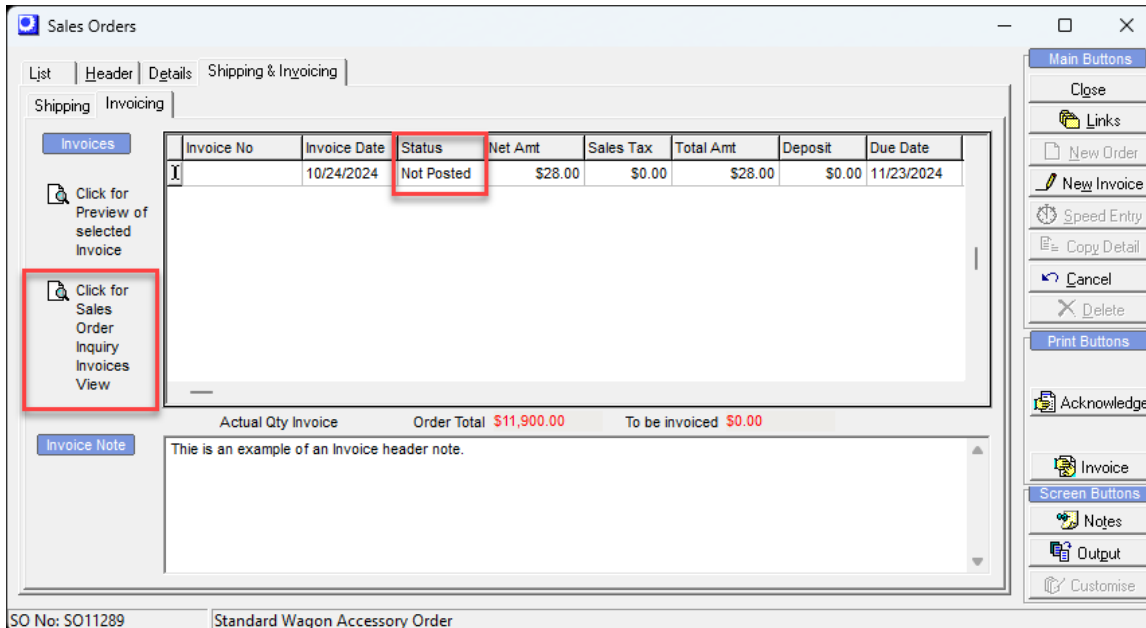 Sales Orders
List Header Details Shipping & Invoicing
Shipping Invoicing
Invoices
Click for
Preview of
selected
Invoice
Click for
Sales
Order
Inquiry
Invoices
View
Invoice No Invoice Date Status Net Amt Sales Tax Total Amt Deposit Due Date
10/24/2024 Not Posted $28.00 $0.00 $28.00 $0.00 11/23/2024
Actual Qty Invoice Order Total $11,900.00 To be invoiced $0.00
Invoice Note
Thie is an example of an Invoice header note.
Main Buttons
Close
Links
New Order
New Invoice
Speed Entry
Copy Detail
Cancel
Delete
Print Buttons
Acknowledge
Invoice
Screen Buttons
Notes
Output
Customise
SO No: SO11289 Standard Wagon Accessory Order